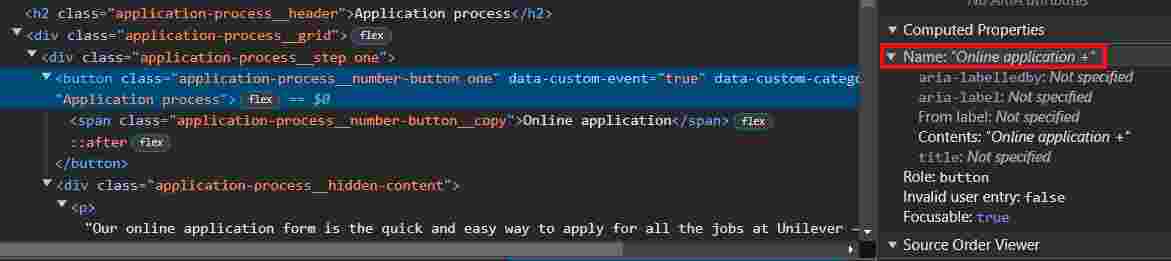 No ARIA attributes
<h2 class="application-process__header">Application process</h2>
<div class="application-process__grid"> flex
<div class="application-process__step one">
<button class="application-process__number-button one" data-custom-event="true" data-custom-catego
"Application process"> flex == $0
<span class="application-process__number-button__copy">Online application</span> flex
::after flex
</button>
<div class="application-process__hidden-content">
<p>
"Our online application form is the quick and easy way to apply for all the jobs at Unilever –
Computed Properties
Name: "Online application +"
aria-labelledby: Not specified
aria-label: Not specified
From label: Not specified
Contents: "Online application +"
title: Not specified
Role: button
Invalid user entry: false
Focusable: true
Source Order Viewer